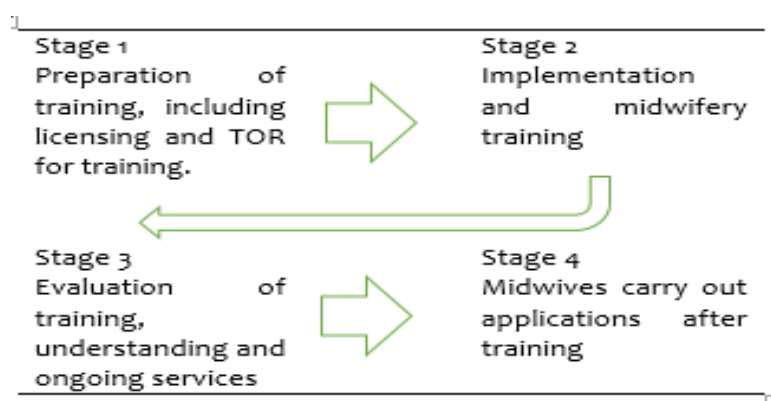 Stage 1
Preparation of
training, including
licensing and TOR
for training.
Stage 2
Implementation
and midwifery
training
Stage 3
Evaluation of
training,
understanding and
ongoing services
Stage 4
Midwives carry out
applications after
training